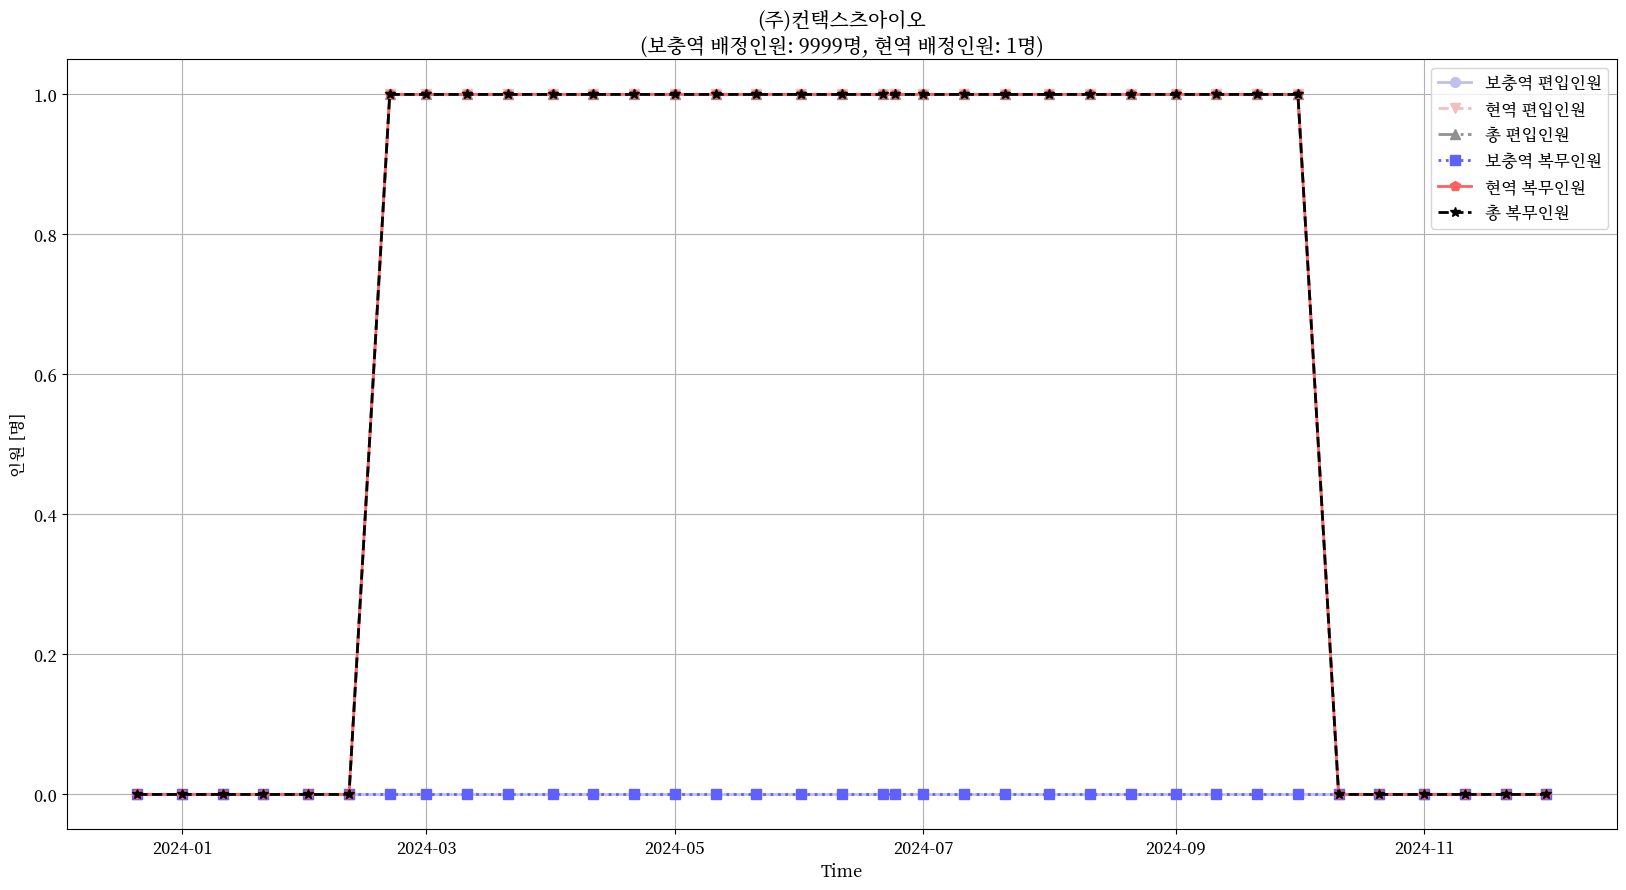 (주)컨택스츠아이오
(보충역 배정인원: 9999명, 현역 배정인원: 1명)
보충역 편입인원
현역 편입인원
총 편입인원
보충역 복무인원
현역 복무인원
총 복무인원
1.0
0.8
0.6
0.4
0.2
0.0
인원 [명]
2024-01 2024-03 2024-05 2024-07 2024-09 2024-11
Time